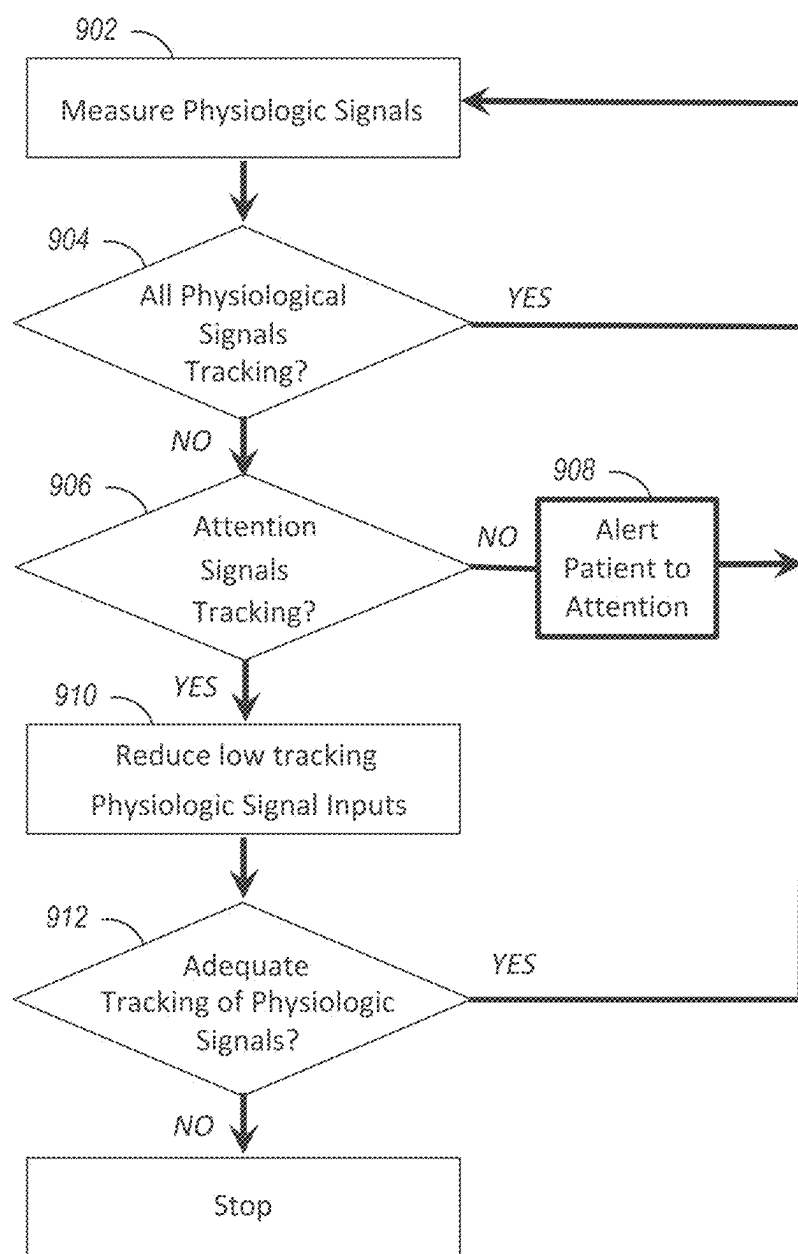 902
Measure Physiologic Signals
904
All Physiological
Signals
Tracking?
YES
NO
906
Attention
Signals
Tracking?
NO
908
Alert
Patient to
Attention
YES
910
Reduce low tracking
Physiologic Signal Inputs
912
Adequate
Tracking of Physiologic
Signals?
YES
NO
Stop